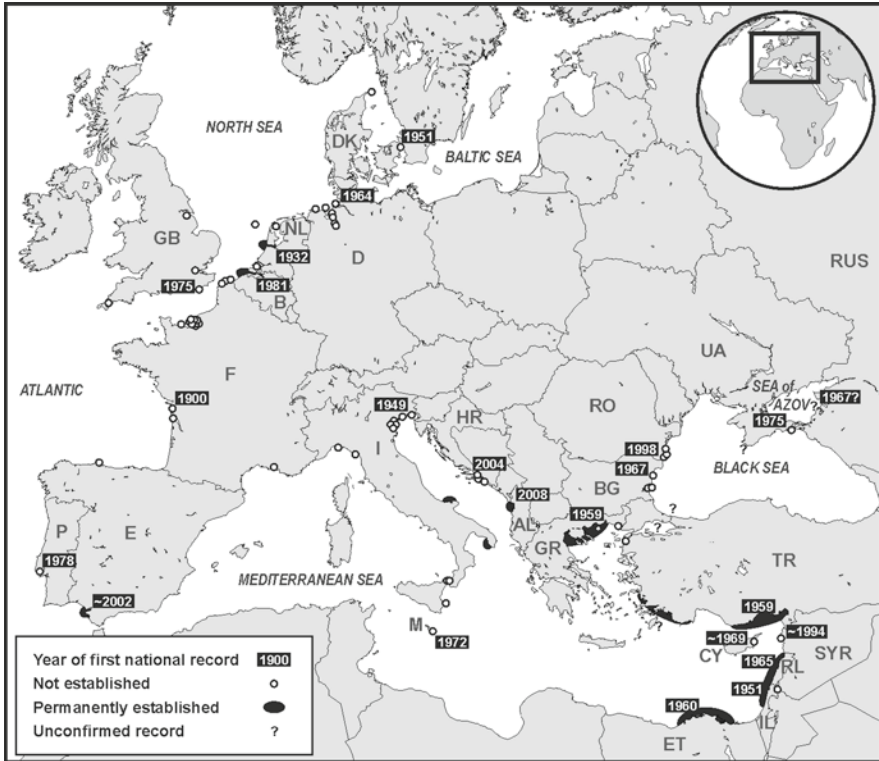 NORTH SEA
DK
1951
BALTIC SEA
1964
GB
NL
1932
D
RUS
1975
1981
B
UA
ATLANTIC
F
1900
SEA of
AZOV?
1967?
1975
RO
1949
HR
I
1998
1967
BLACK SEA
2004
BG
?
2008
?
AL
1959
?
P
E
GR
TR
1978
MEDITERRANEAN SEA
~2002
1959
?
M
1972
~1969
~1994
CY
SYR
1965
RL
1951
1960
IL
ET
Year of first national record 1900
Not established
Permanently established
Unconfirmed record ?